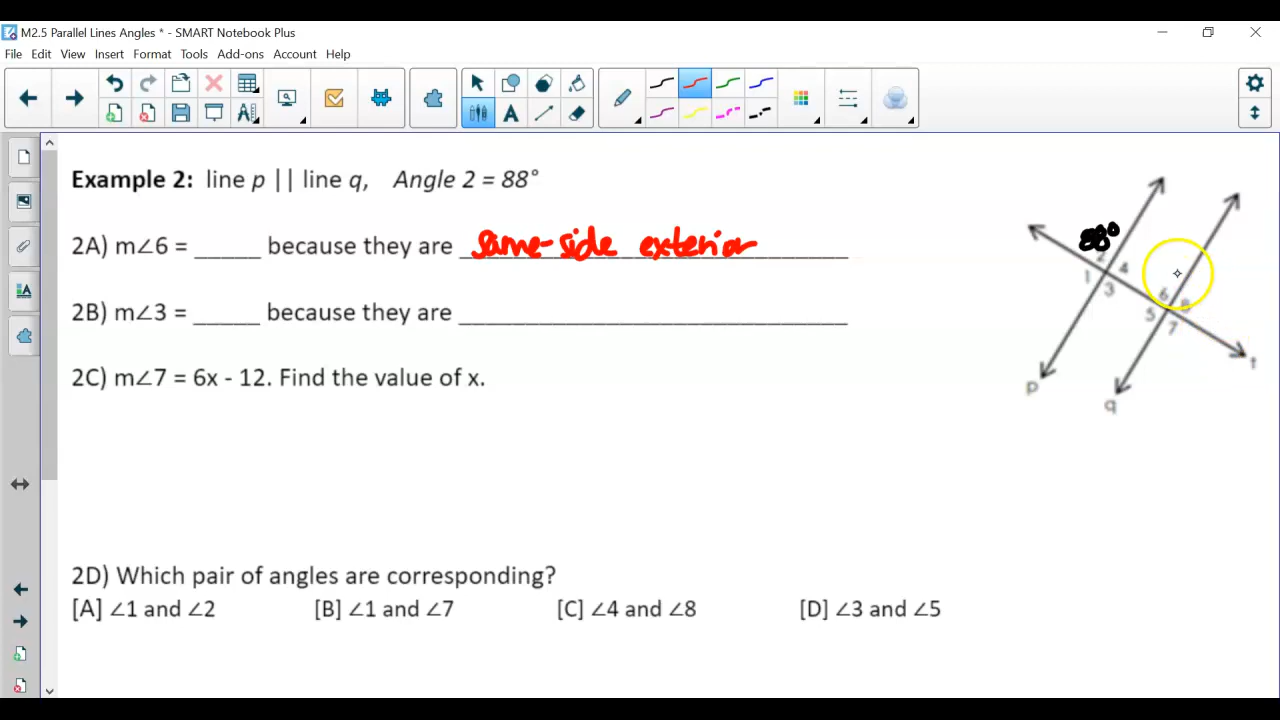 M2.5 Parallel Lines Angles * - SMART Notebook Plus
File Edit View Insert Format Tools Add-ons Account Help
Example 2: line p || line q, Angle 2 = 88°
2A) m∠6 = _____ because they are same-side exterior
2B) m∠3 = _____ because they are ____________________________
2C) m∠7 = 6x - 12. Find the value of x.
88°
2
4
1
3
6
8
5
7
t
p
q
2D) Which pair of angles are corresponding?
[A] ∠1 and ∠2 [B] ∠1 and ∠7 [C] ∠4 and ∠8 [D] ∠3 and ∠5